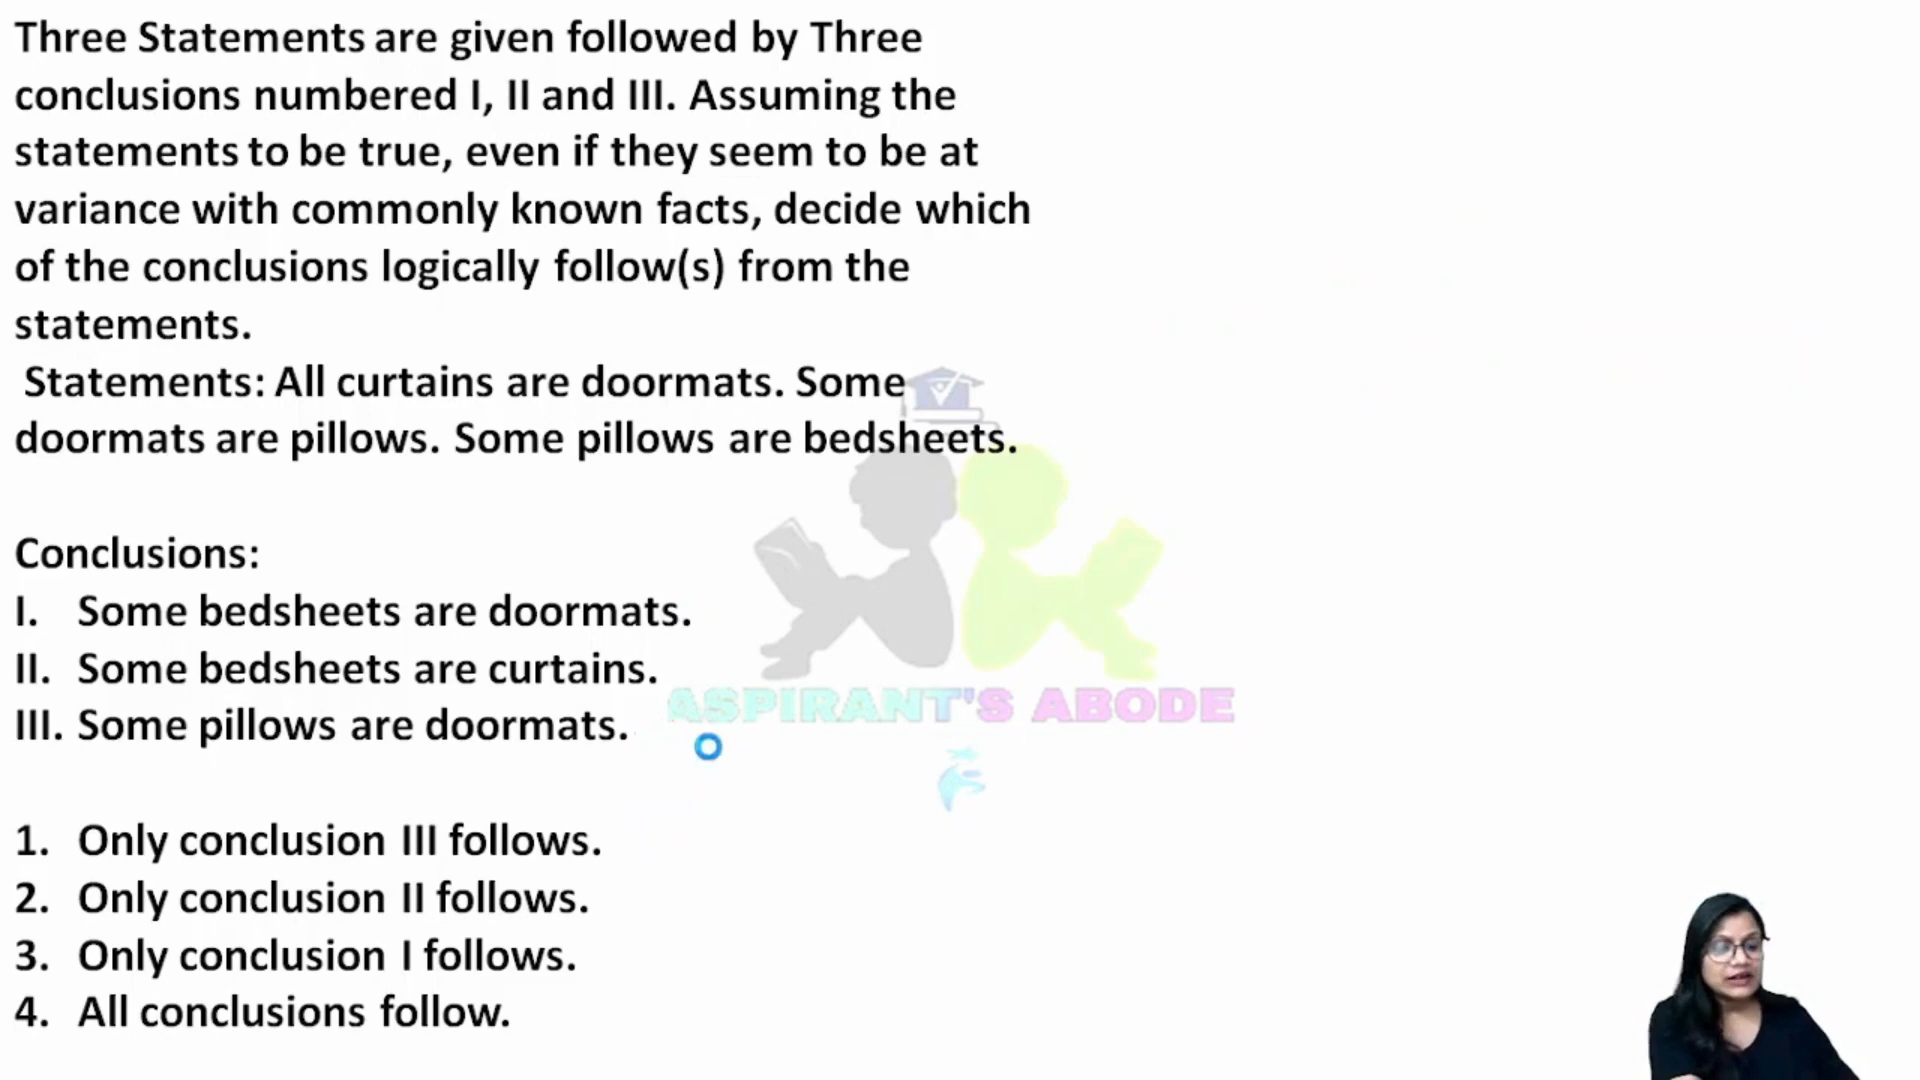 Three Statements are given followed by Three
conclusions numbered I, II and III. Assuming the
statements to be true, even if they seem to be at
variance with commonly known facts, decide which
of the conclusions logically follow(s) from the
statements.
Statements: All curtains are doormats. Some
doormats are pillows. Some pillows are bedsheets.
Conclusions:
I. Some bedsheets are doormats.
II. Some bedsheets are curtains.
III. Some pillows are doormats.
ASPIRANT'S ABODE
1. Only conclusion III follows.
2. Only conclusion II follows.
3. Only conclusion I follows.
4. All conclusions follow.